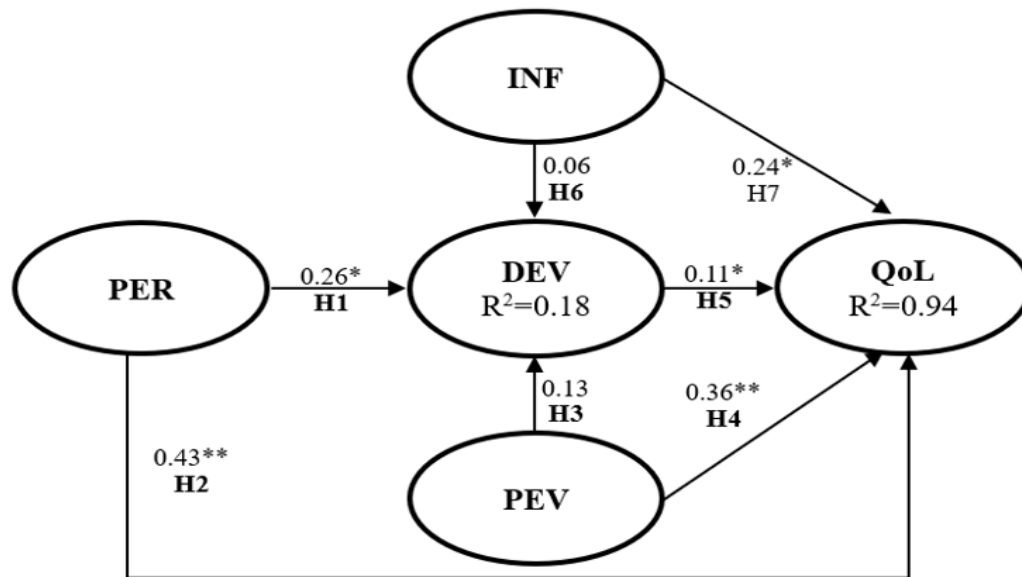 INF
0.06
H6
0.24*
H7
PER
0.26*
H1
DEV
R²=0.18
0.11*
H5
QoL
R²=0.94
0.13
H3
0.36**
H4
0.43**
H2
PEV